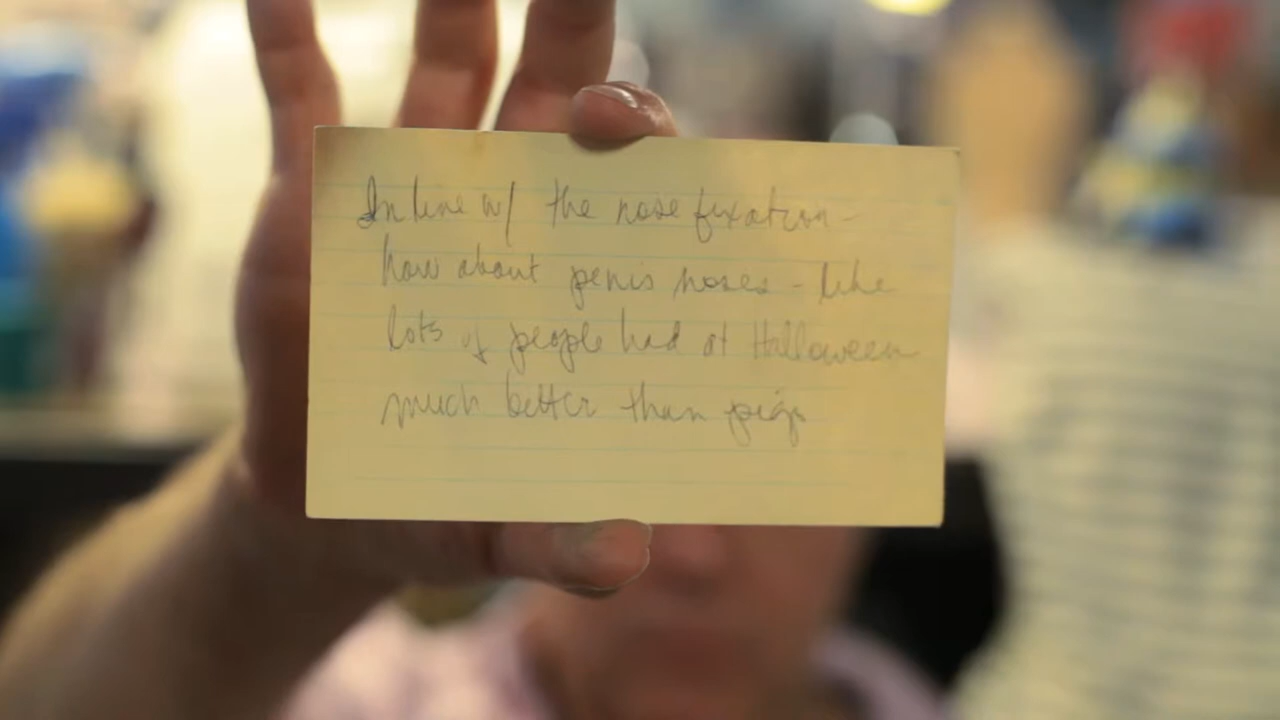 In line w/ the nose fixation -
how about penis noses - like
lots of people had at Halloween
much better than pigs